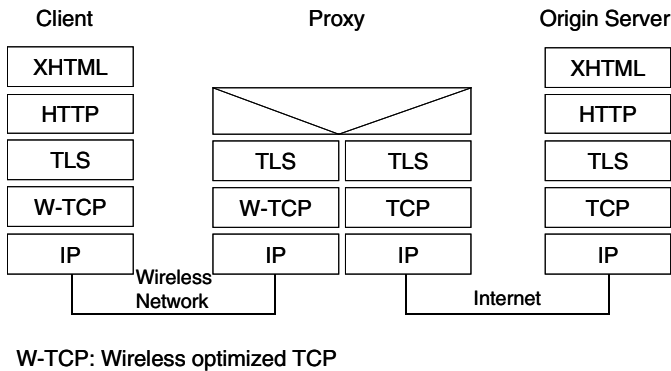 Client Proxy Origin Server
XHTML XHTML
HTTP HTTP
TLS TLS TLS TLS
W-TCP W-TCP TCP TCP
IP IP IP IP
Wireless
Network Internet
W-TCP: Wireless optimized TCP